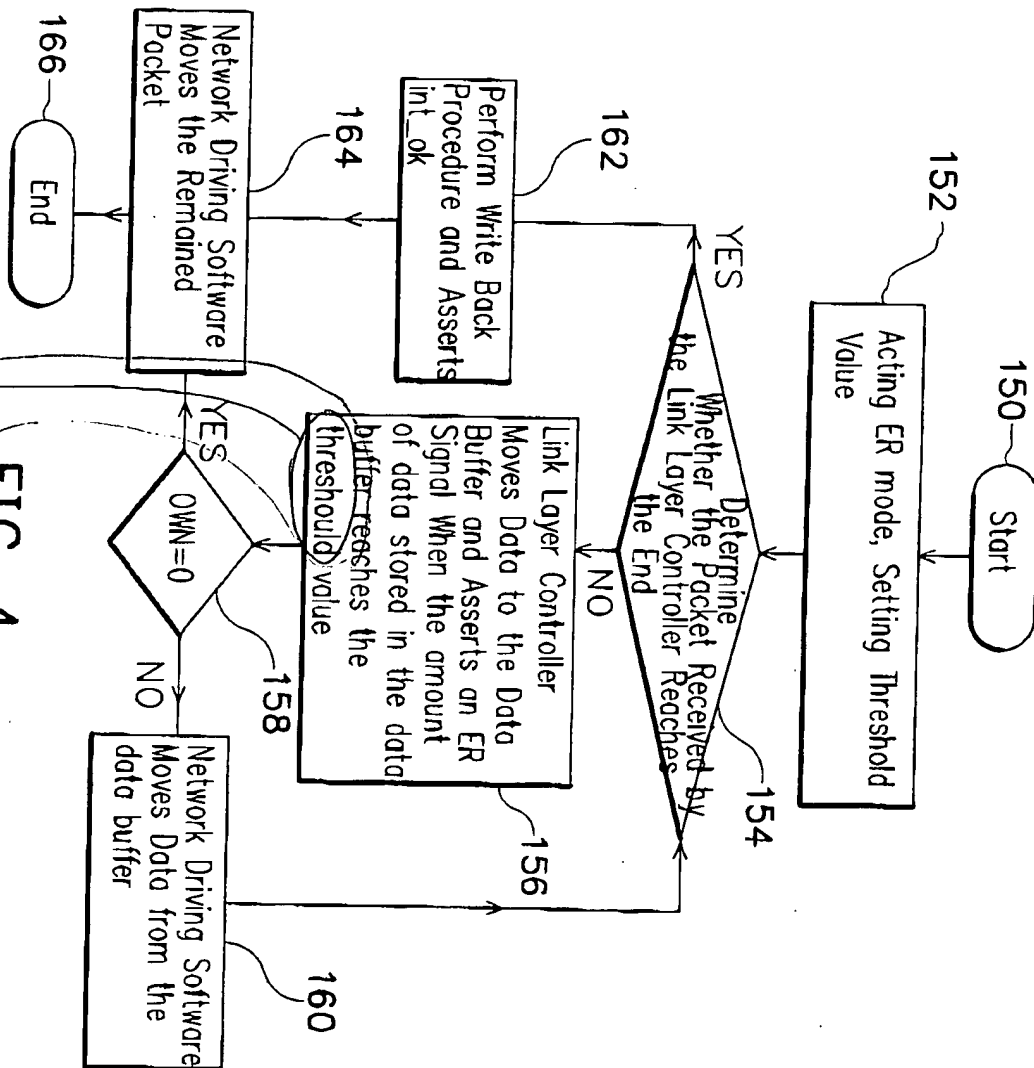 150
Start
152
Acting ER mode, Setting Threshold
Value
154
Determine
Whether the Packet Received by
the Link Layer Controller Reaches
the End
YES
NO
162
Perform Write Back
Procedure and Asserts
int_ok
Link Layer Controller
Moves Data to the Data
Buffer and Asserts an ER
Signal When the amount
of data stored in the data
buffer reaches the
threshould value
156
164
Network Driving Software
Moves the Remained
Packet
YES
OWN=0
158
NO
Network Driving Software
Moves Data from the
data buffer
160
166
End
FIG.